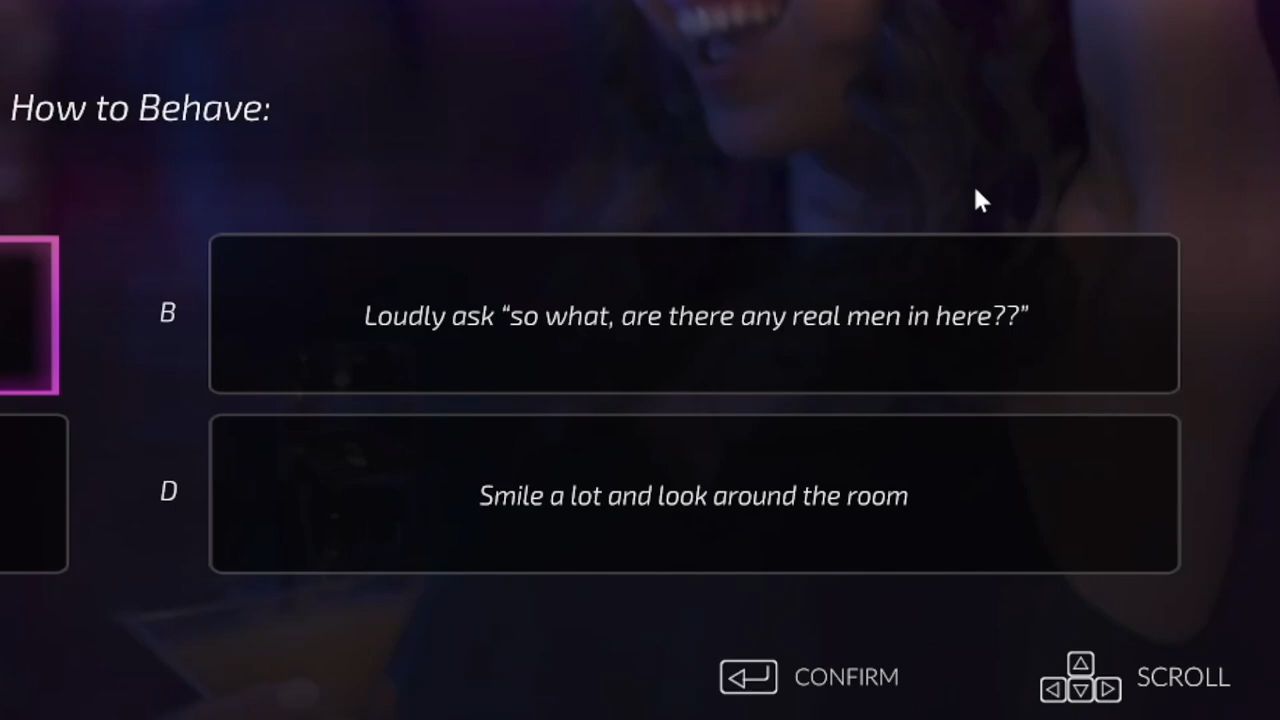 How to Behave:
B
Loudly ask “so what, are there any real men in here??”
D
Smile a lot and look around the room
CONFIRM
SCROLL